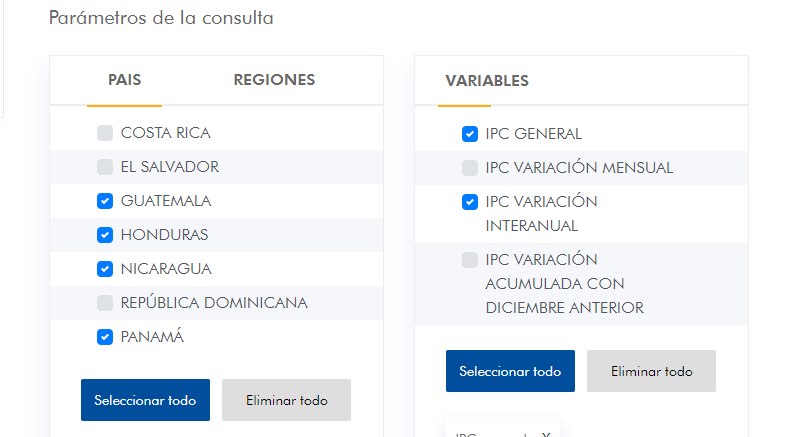 Parámetros de la consulta
PAIS
REGIONES
COSTA RICA
EL SALVADOR
GUATEMALA
HONDURAS
NICARAGUA
REPÚBLICA DOMINICANA
PANAMÁ
Seleccionar todo
Eliminar todo
VARIABLES
IPC GENERAL
IPC VARIACIÓN MENSUAL
IPC VARIACIÓN
INTERANUAL
IPC VARIACIÓN
ACUMULADA CON
DICIEMBRE ANTERIOR
Seleccionar todo
Eliminar todo